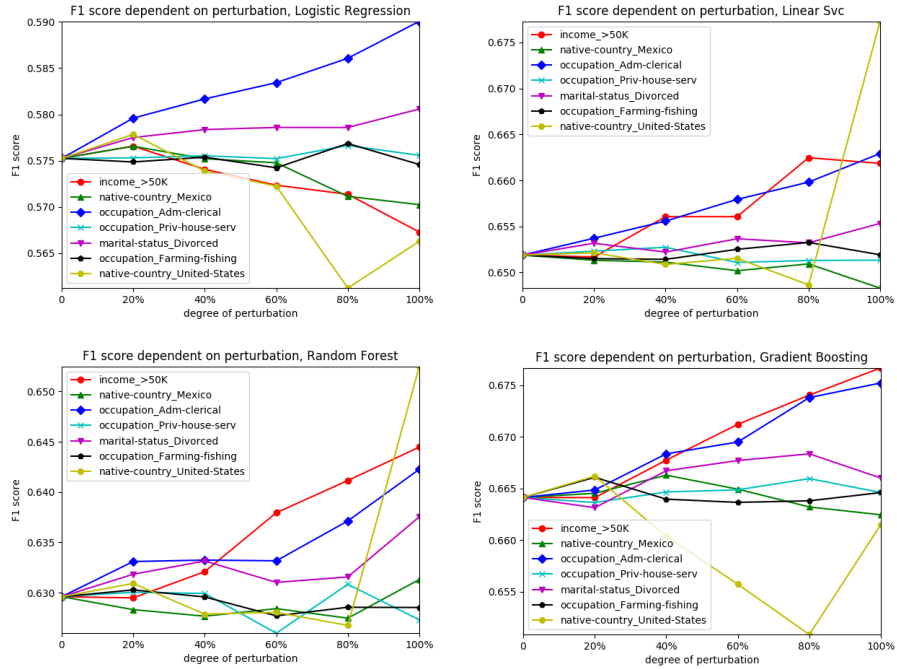 F1 score dependent on perturbation, Logistic Regression
0.590
0.585
0.580
0.575
0.570
0.565
F1 score
income_>50K
native-country_Mexico
occupation_Adm-clerical
occupation_Priv-house-serv
marital-status_Divorced
occupation_Farming-fishing
native-country_United-States
0 20% 40% 60% 80% 100%
degree of perturbation
F1 score dependent on perturbation, Linear Svc
0.675
0.670
0.665
0.660
0.655
0.650
F1 score
income_>50K
native-country_Mexico
occupation_Adm-clerical
occupation_Priv-house-serv
marital-status_Divorced
occupation_Farming-fishing
native-country_United-States
0 20% 40% 60% 80% 100%
degree of perturbation
F1 score dependent on perturbation, Random Forest
0.650
0.645
0.640
0.635
0.630
F1 score
income_>50K
native-country_Mexico
occupation_Adm-clerical
occupation_Priv-house-serv
marital-status_Divorced
occupation_Farming-fishing
native-country_United-States
0 20% 40% 60% 80% 100%
degree of perturbation
F1 score dependent on perturbation, Gradient Boosting
0.675
0.670
0.665
0.660
0.655
F1 score
income_>50K
native-country_Mexico
occupation_Adm-clerical
occupation_Priv-house-serv
marital-status_Divorced
occupation_Farming-fishing
native-country_United-States
0 20% 40% 60% 80% 100%
degree of perturbation